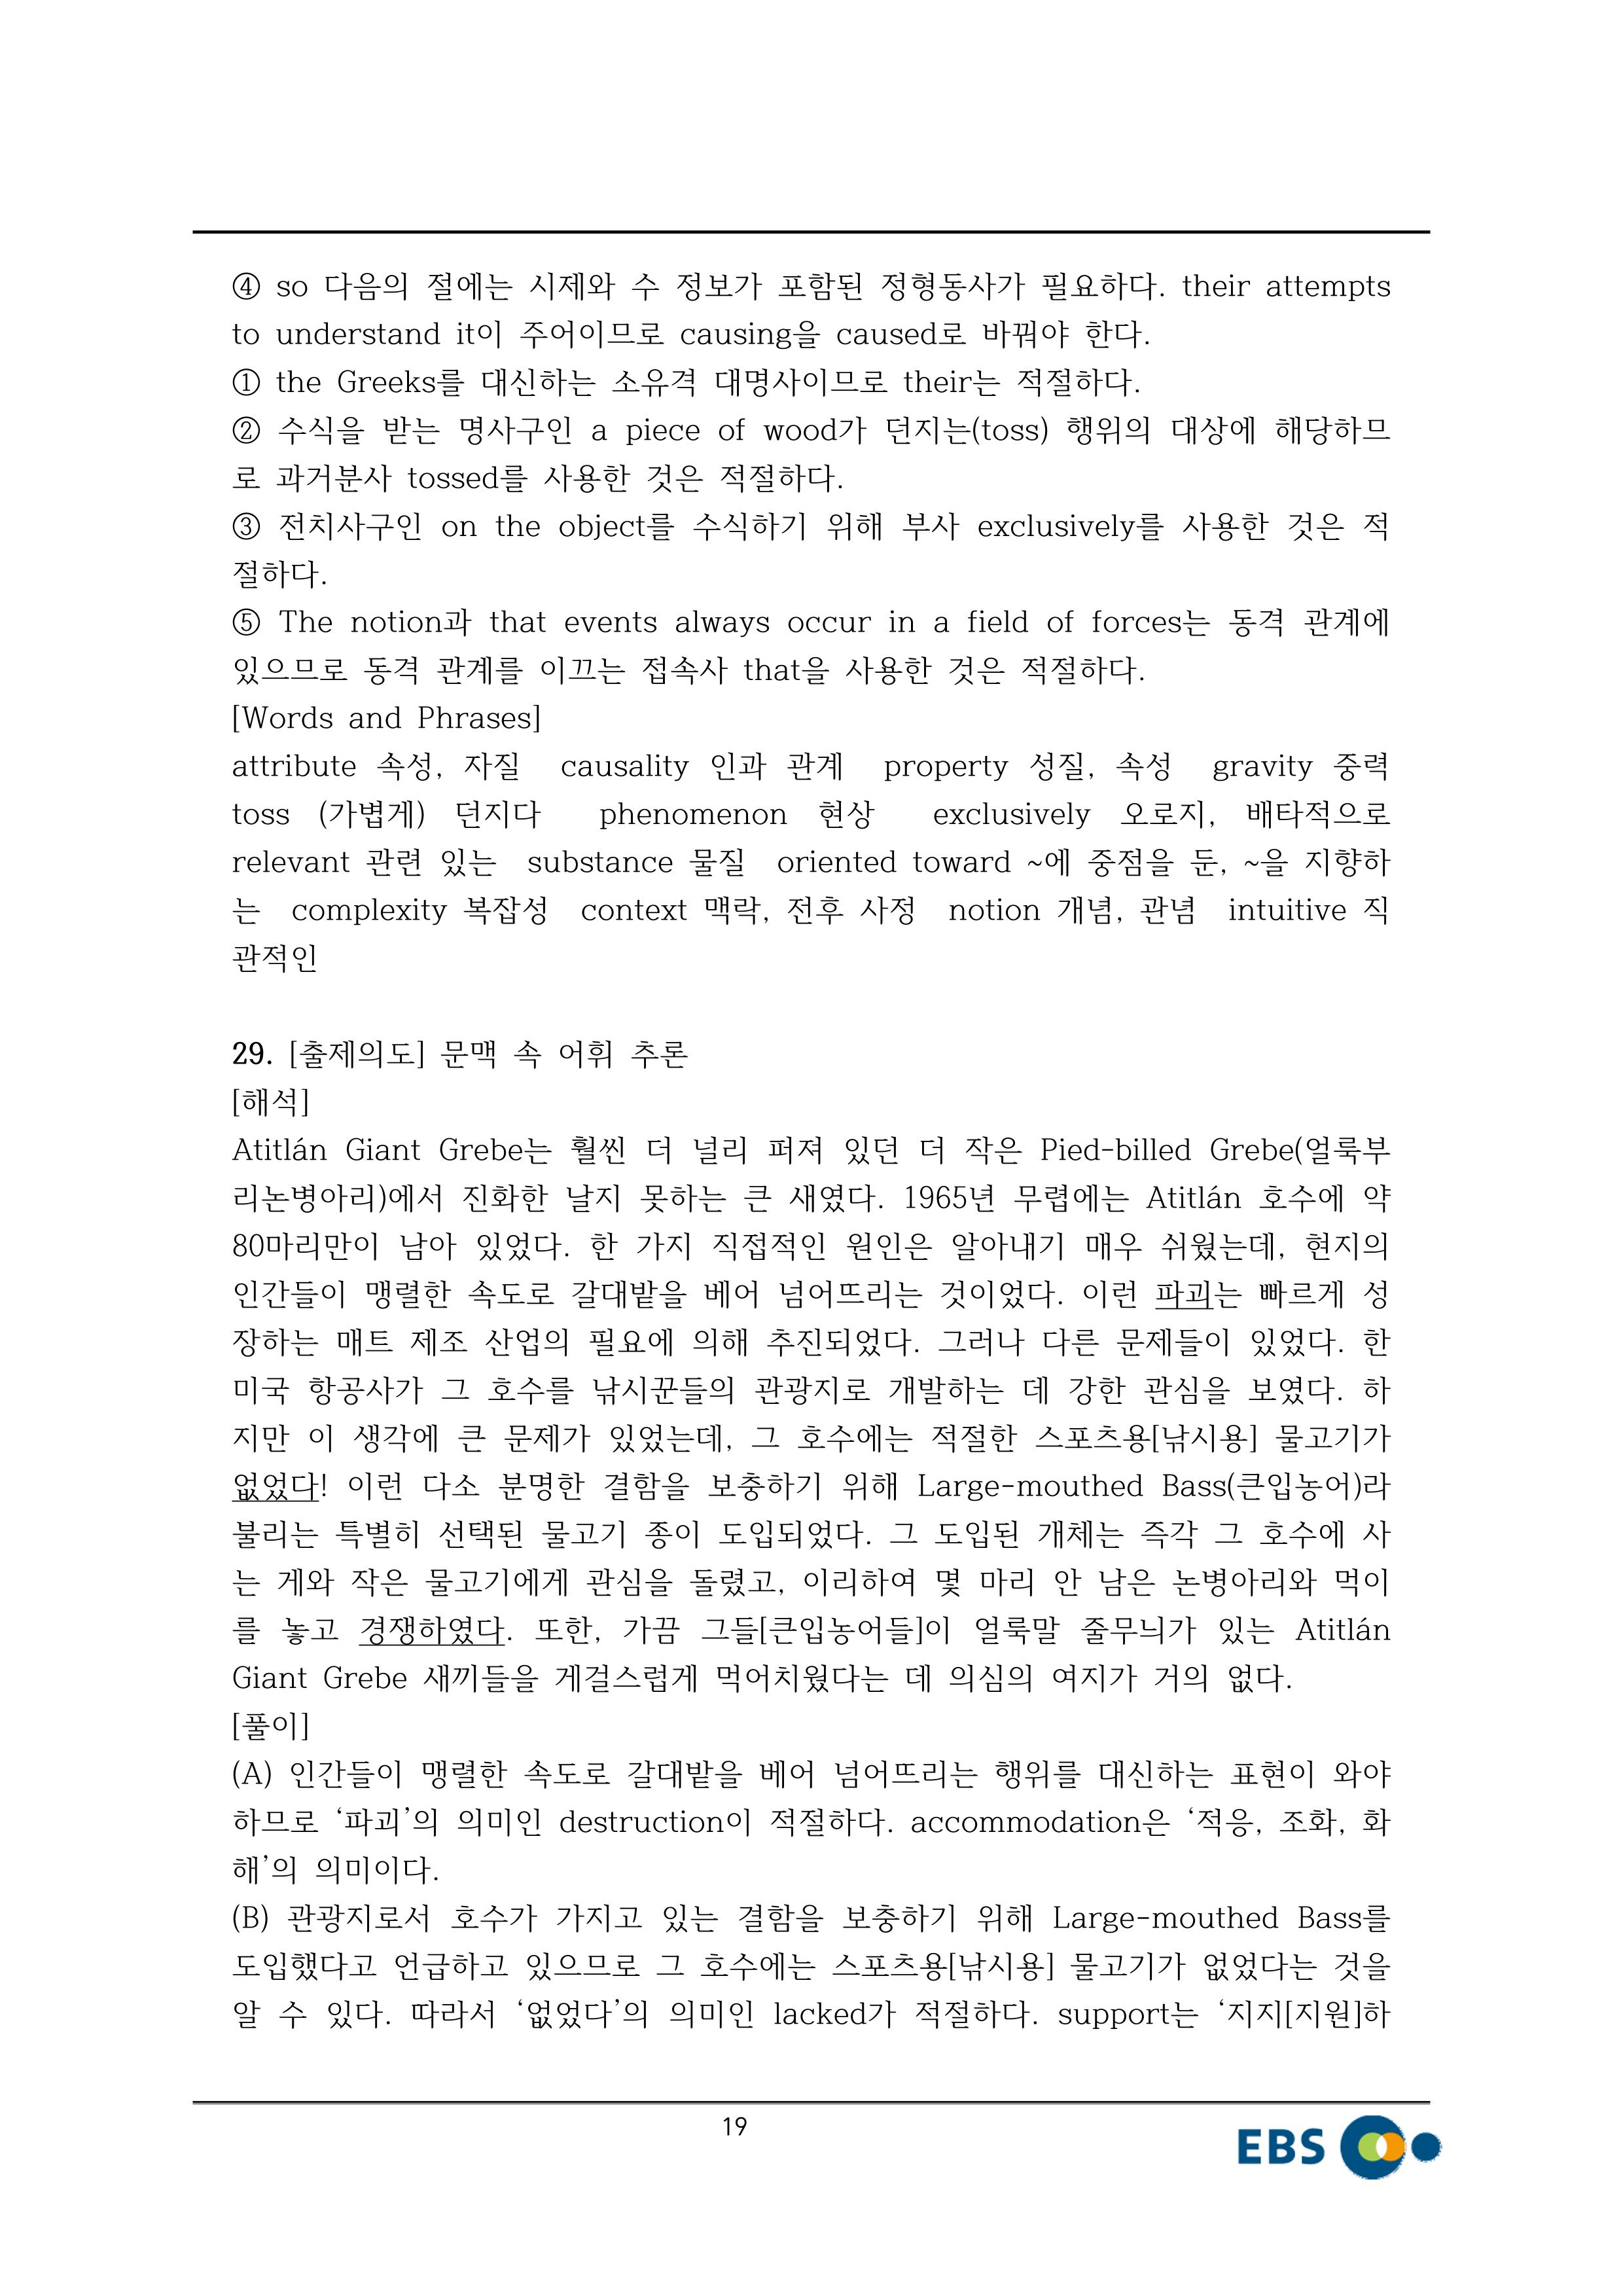 ④ so 다음의 절에는 시제와 수 정보가 포함된 정형동사가 필요하다. their attempts
to understand it이 주어이므로 causing을 caused로 바꿔야 한다.
① the Greeks를 대신하는 소유격 대명사이므로 their는 적절하다.
② 수식을 받는 명사구인 a piece of wood가 던지는(toss) 행위의 대상에 해당하므
로 과거분사 tossed를 사용한 것은 적절하다.
③ 전치사구인 on the object를 수식하기 위해 부사 exclusively를 사용한 것은 적
절하다.
⑤ The notion과 that events always occur in a field of forces는 동격 관계에
있으므로 동격 관계를 이끄는 접속사 that을 사용한 것은 적절하다.
[Words and Phrases]
attribute 속성, 자질 causality 인과 관계 property 성질, 속성 gravity 중력
toss (가볍게) 던지다 phenomenon 현상 exclusively 오로지, 배타적으로
relevant 관련 있는 substance 물질 oriented toward ~에 중점을 둔, ~을 지향하
는 complexity 복잡성 context 맥락, 전후 사정 notion 개념, 관념 intuitive 직
관적인
29. [출제의도] 문맥 속 어휘 추론
[해석]
Atitlán Giant Grebe는 훨씬 더 널리 퍼져 있던 더 작은 Pied-billed Grebe(얼룩부
리논병아리)에서 진화한 날지 못하는 큰 새였다. 1965년 무렵에는 Atitlán 호수에 약
80마리만이 남아 있었다. 한 가지 직접적인 원인은 알아내기 매우 쉬웠는데, 현지의
인간들이 맹렬한 속도로 갈대밭을 베어 넘어뜨리는 것이었다. 이런 파괴는 빠르게 성
장하는 매트 제조 산업의 필요에 의해 추진되었다. 그러나 다른 문제들이 있었다. 한
미국 항공사가 그 호수를 낚시꾼들의 관광지로 개발하는 데 강한 관심을 보였다. 하
지만 이 생각에 큰 문제가 있었는데, 그 호수에는 적절한 스포츠용[낚시용] 물고기가
없었다! 이런 다소 분명한 결함을 보충하기 위해 Large-mouthed Bass(큰입농어)라
불리는 특별히 선택된 물고기 종이 도입되었다. 그 도입된 개체는 즉각 그 호수에 사
는 게와 작은 물고기에게 관심을 돌렸고, 이리하여 몇 마리 안 남은 논병아리와 먹이
를 놓고 경쟁하였다. 또한, 가끔 그들[큰입농어들]이 얼룩말 줄무늬가 있는 Atitlán
Giant Grebe 새끼들을 게걸스럽게 먹어치웠다는 데 의심의 여지가 거의 없다.
[풀이]
(A) 인간들이 맹렬한 속도로 갈대밭을 베어 넘어뜨리는 행위를 대신하는 표현이 와야
하므로 ‘파괴’의 의미인 destruction이 적절하다. accommodation은 ‘적응, 조화, 화
해’의 의미이다.
(B) 관광지로서 호수가 가지고 있는 결함을 보충하기 위해 Large-mouthed Bass를
도입했다고 언급하고 있으므로 그 호수에는 스포츠용[낚시용] 물고기가 없었다는 것을
알 수 있다. 따라서 ‘없었다’의 의미인 lacked가 적절하다. support는 ‘지지[지원]하
19
EBS